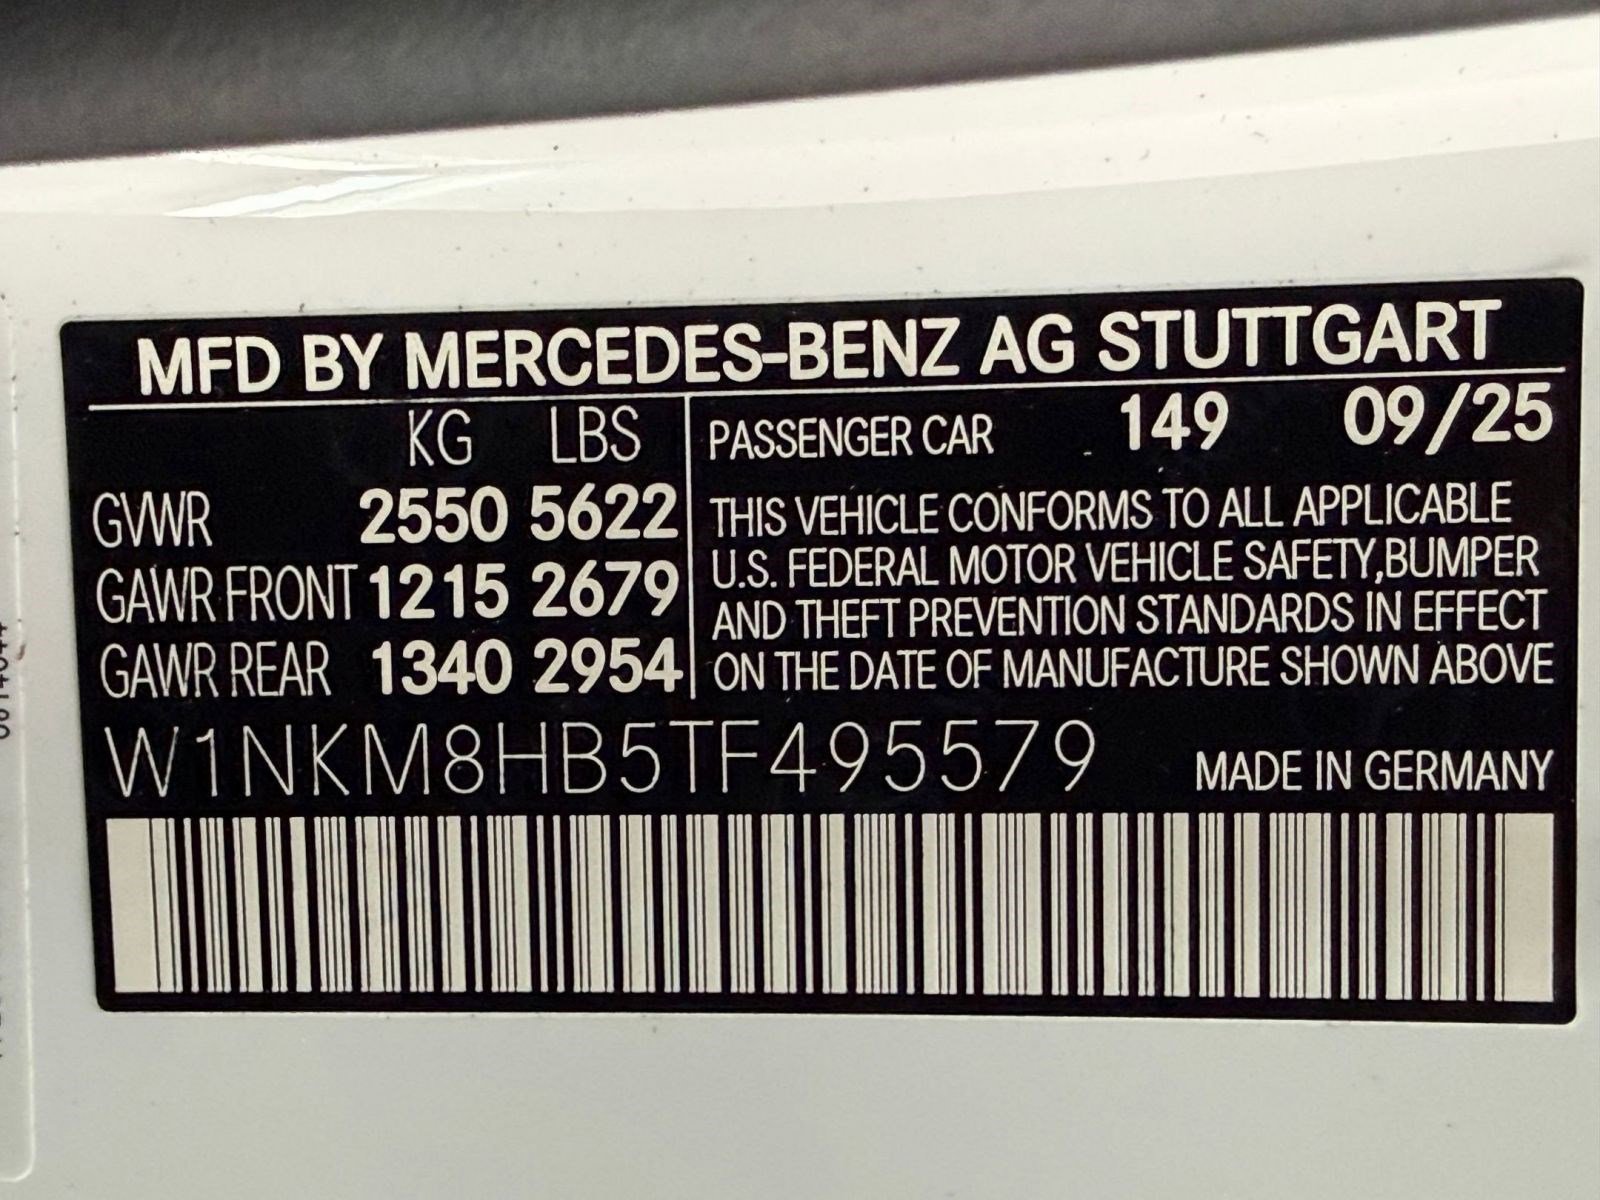 MFD BY MERCEDES-BENZ AG STUTTGART
KG LBS
GVWR 2550 5622
GAWR FRONT 1215 2679
GAWR REAR 1340 2954
PASSENGER CAR 149 09/25
THIS VEHICLE CONFORMS TO ALL APPLICABLE
U.S. FEDERAL MOTOR VEHICLE SAFETY,BUMPER
AND THEFT PREVENTION STANDARDS IN EFFECT
ON THE DATE OF MANUFACTURE SHOWN ABOVE
W1NKM8HB5TF495579
MADE IN GERMANY